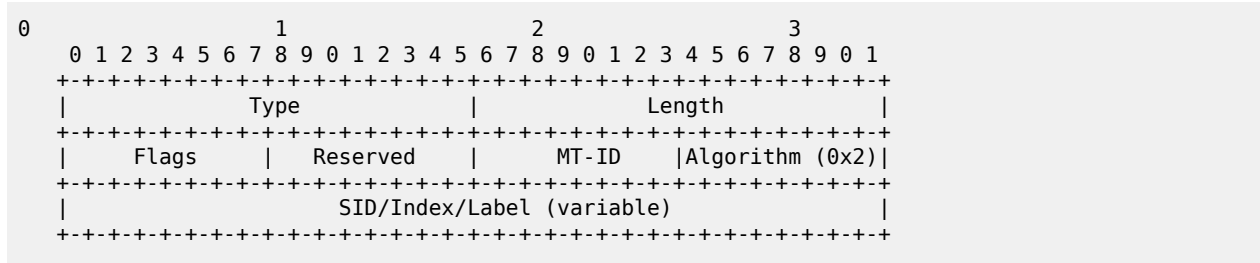 0                   1                   2                   3
    0 1 2 3 4 5 6 7 8 9 0 1 2 3 4 5 6 7 8 9 0 1 2 3 4 5 6 7 8 9 0 1
   +-+-+-+-+-+-+-+-+-+-+-+-+-+-+-+-+-+-+-+-+-+-+-+-+-+-+-+-+-+-+-+-+
   |              Type             |             Length            |
   +-+-+-+-+-+-+-+-+-+-+-+-+-+-+-+-+-+-+-+-+-+-+-+-+-+-+-+-+-+-+-+-+
   |     Flags     |   Reserved    |      MT-ID    |Algorithm (0x2)|
   +-+-+-+-+-+-+-+-+-+-+-+-+-+-+-+-+-+-+-+-+-+-+-+-+-+-+-+-+-+-+-+-+
   |                     SID/Index/Label (variable)                |
   +-+-+-+-+-+-+-+-+-+-+-+-+-+-+-+-+-+-+-+-+-+-+-+-+-+-+-+-+-+-+-+-+